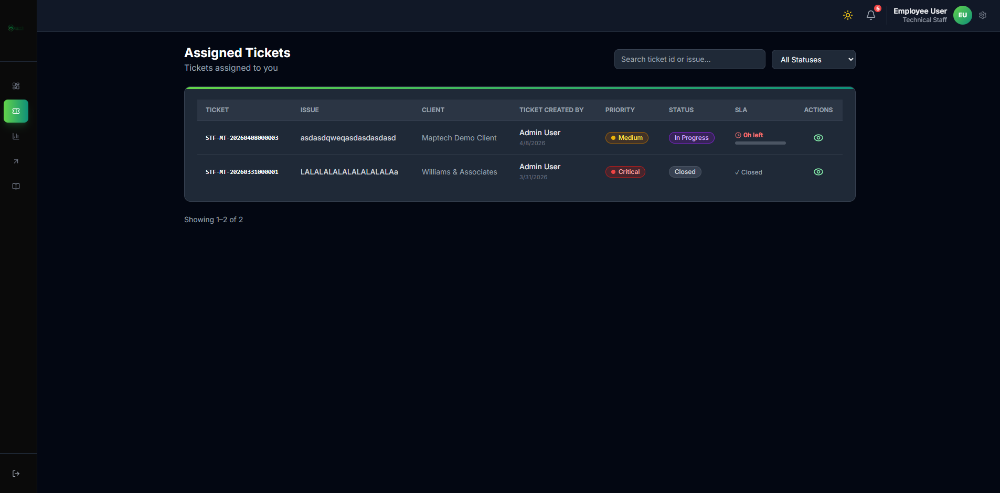 5
Employee User
Technical Staff
EU
Assigned Tickets
Tickets assigned to you
Search ticket id or issue...
All Statuses
TICKET ISSUE CLIENT TICKET CREATED BY PRIORITY STATUS SLA ACTIONS
STF-MT-20260408000003 asdasdqweqasdasdasdasd Maptech Demo Client Admin User Medium In Progress 0h left
4/8/2026
STF-MT-20260331000001 LALALALALALALALALAa Williams & Associates Admin User Critical Closed ✓ Closed
3/31/2026
Showing 1–2 of 2